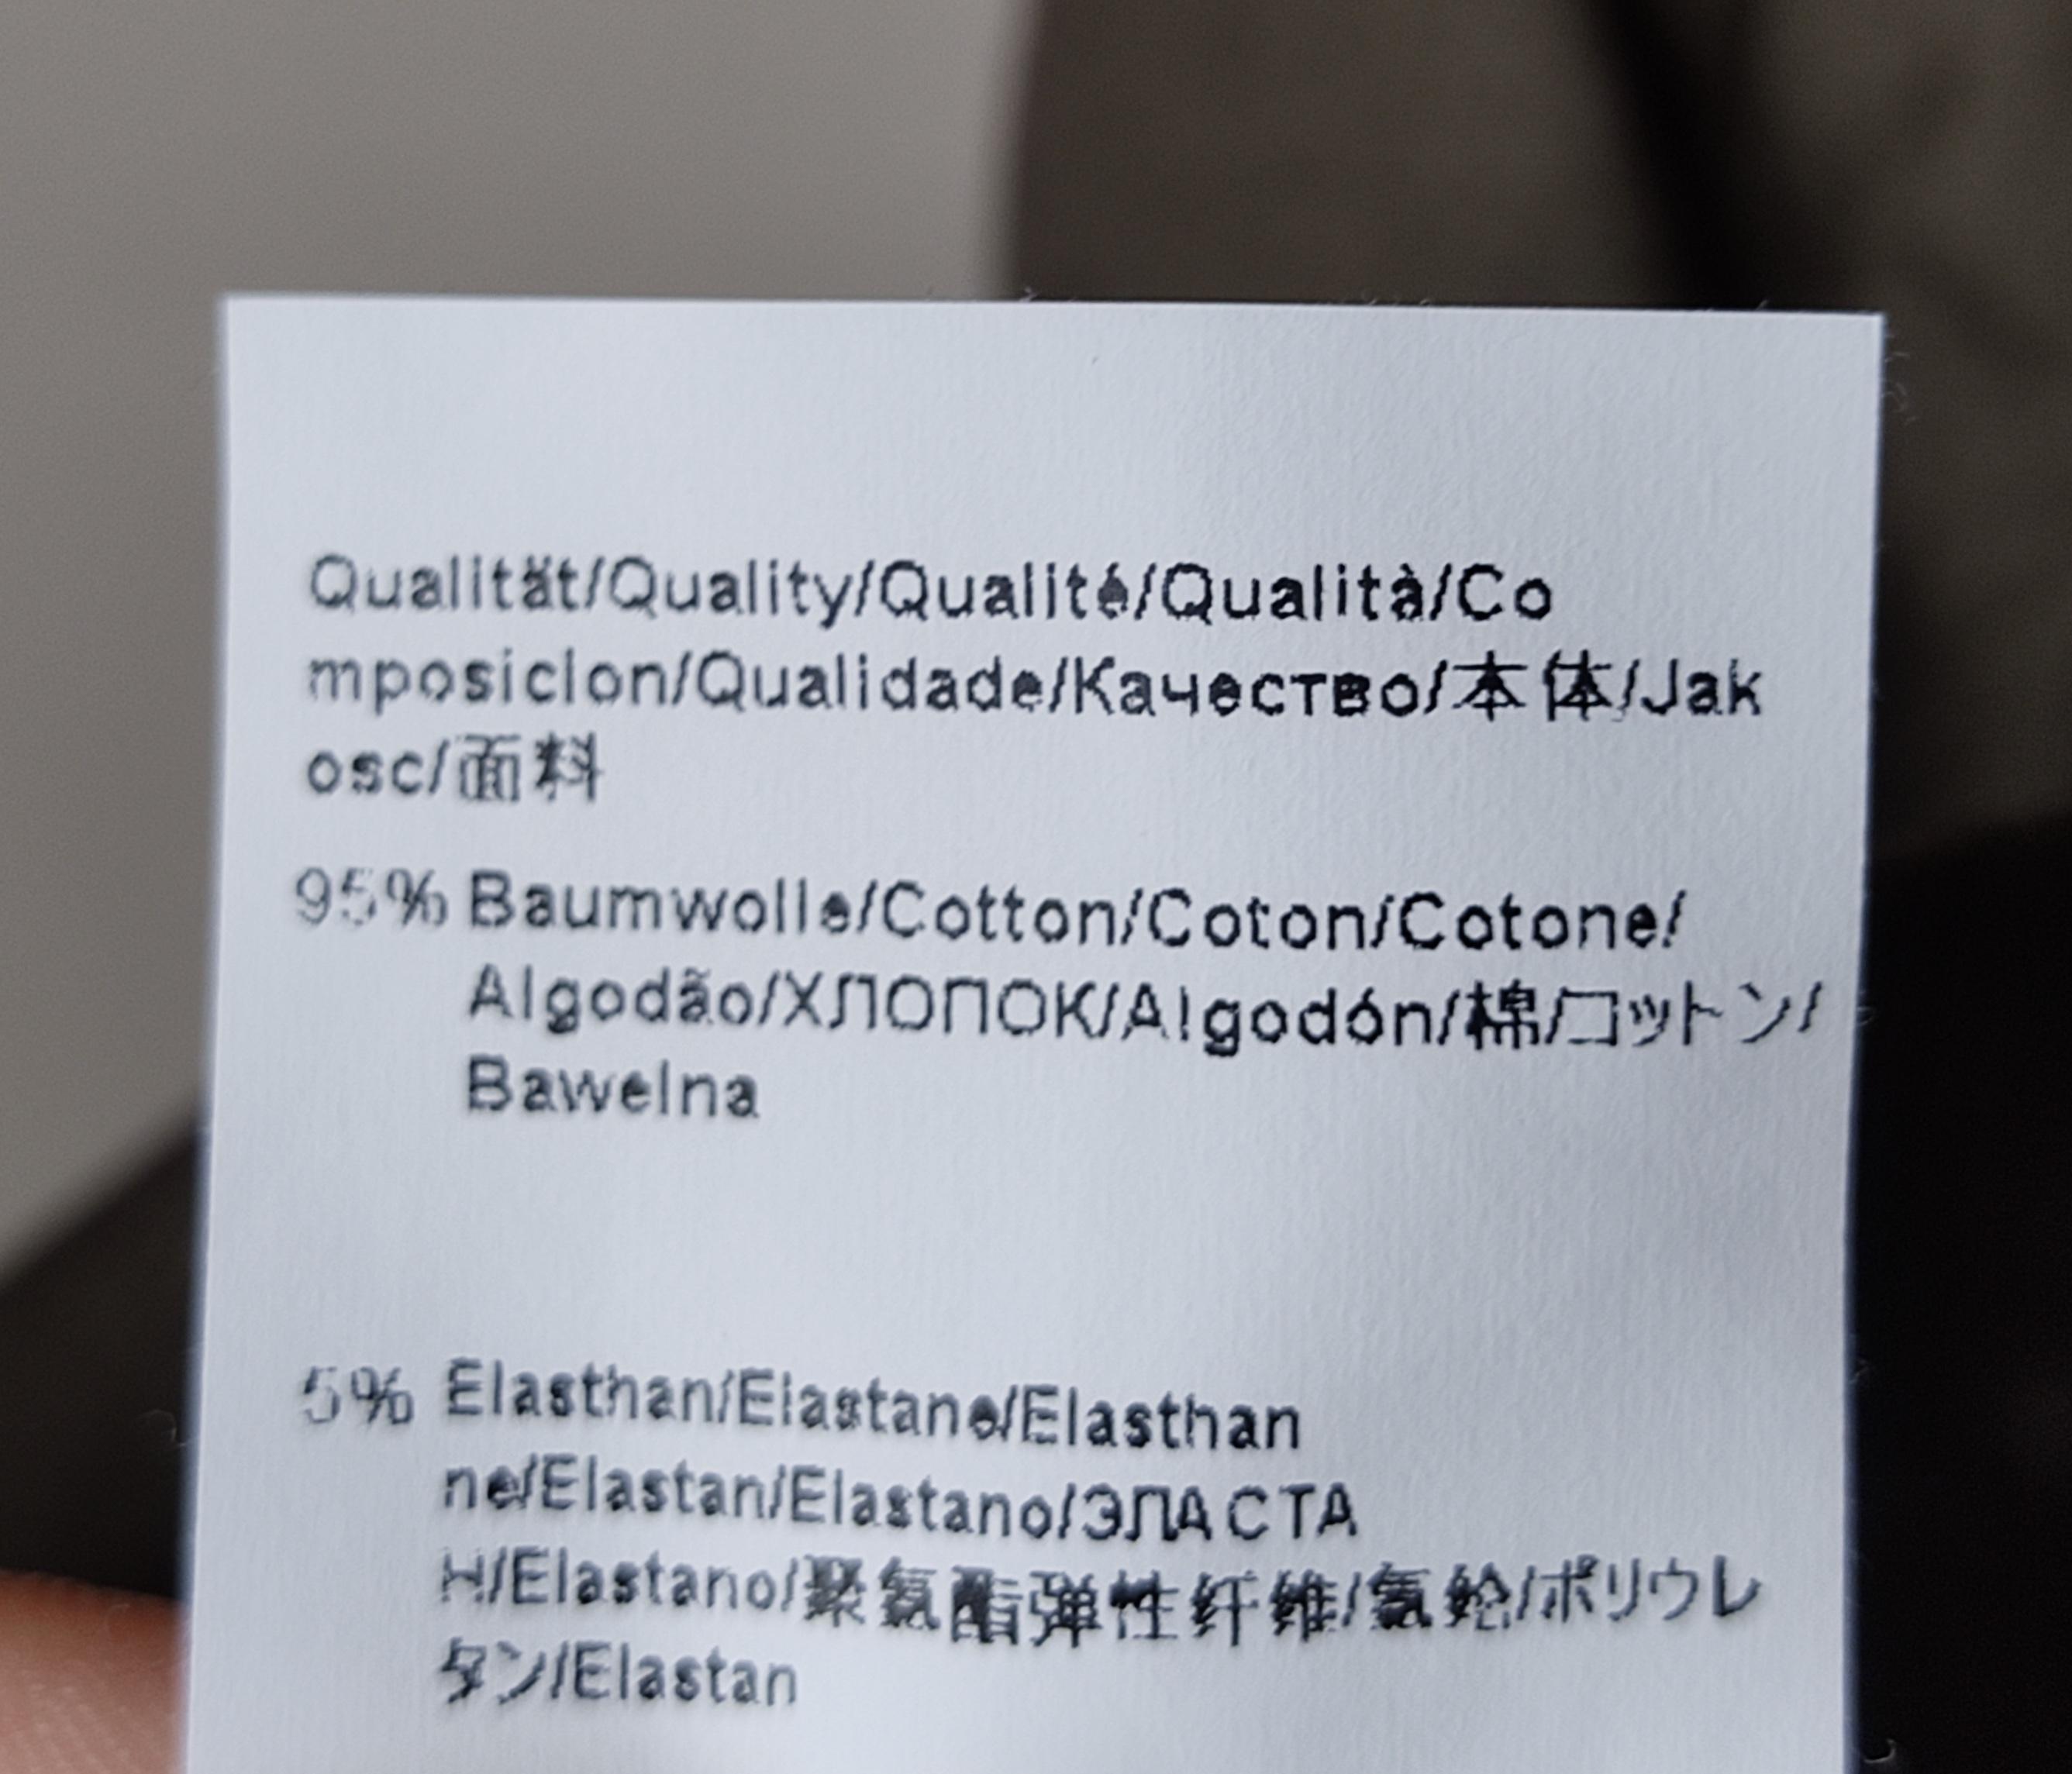 Qualität/Quality/Qualité/Qualità/Co
mposicion/Qualidade/Качество/本体/Jak
osc/面料
95% Baumwolle/Cotton/Coton/Cotone/
Algodão/ХЛОПОК/Algodón/棉/コットン/
Bawelna
5% Elasthan/Elastane/Elasthan
ne/Elastan/Elastano/ЭЛАСТА
Н/Elastano/聚氨酯弹性纤维/氨纶/ポリウレ
タン/Elastan